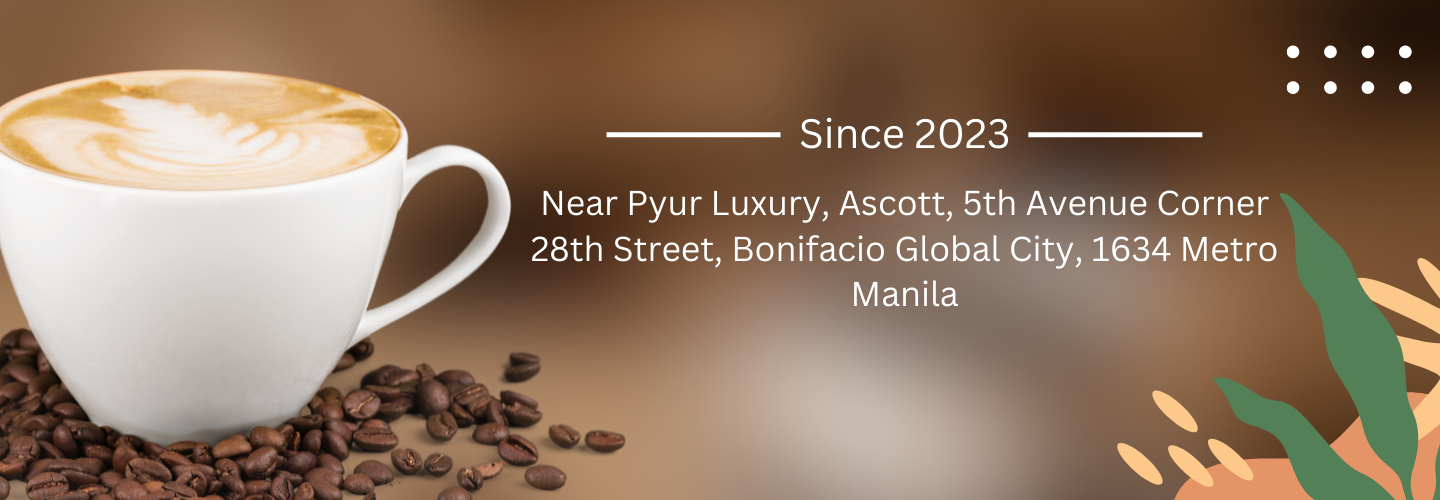 Since 2023
Near Pyur Luxury, Ascott, 5th Avenue Corner
28th Street, Bonifacio Global City, 1634 Metro
Manila